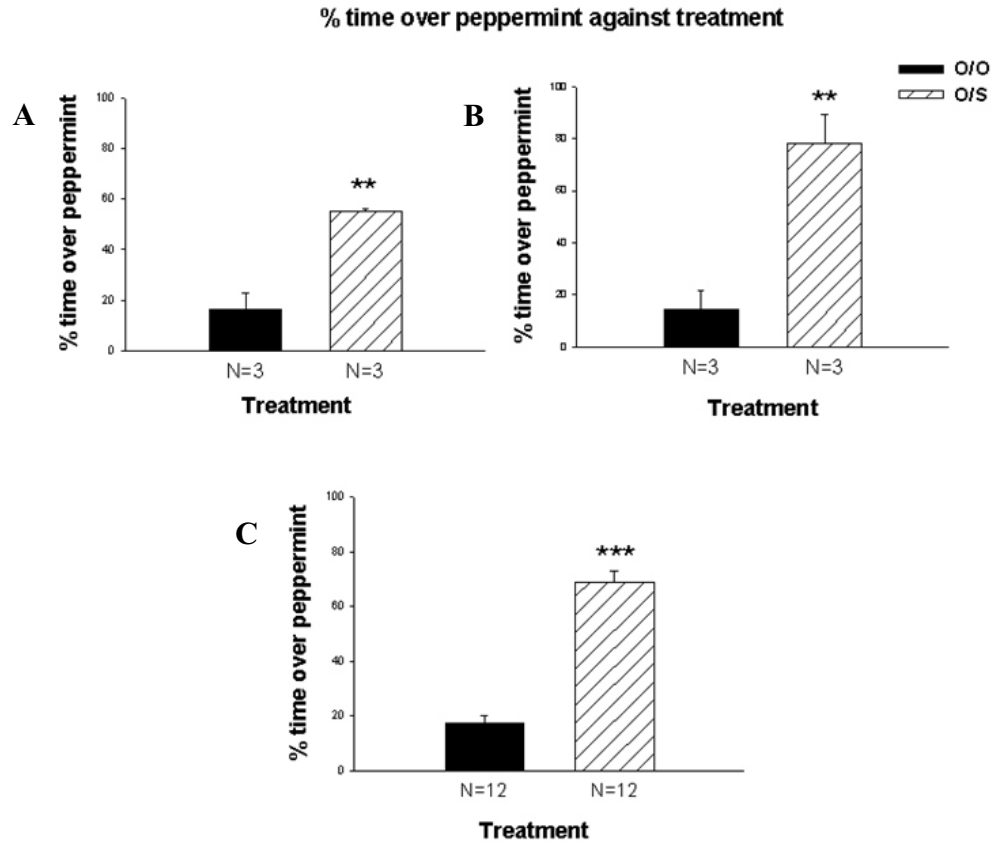 % time over peppermint against treatment
O/O
O/S
A
% time over peppermint
100
80
60
40
20
0
**
N=3
N=3
Treatment
B
% time over peppermint
100
80
60
40
20
0
**
N=3
N=3
Treatment
C
% time over peppermint
100
80
60
40
20
0
***
N=12
N=12
Treatment